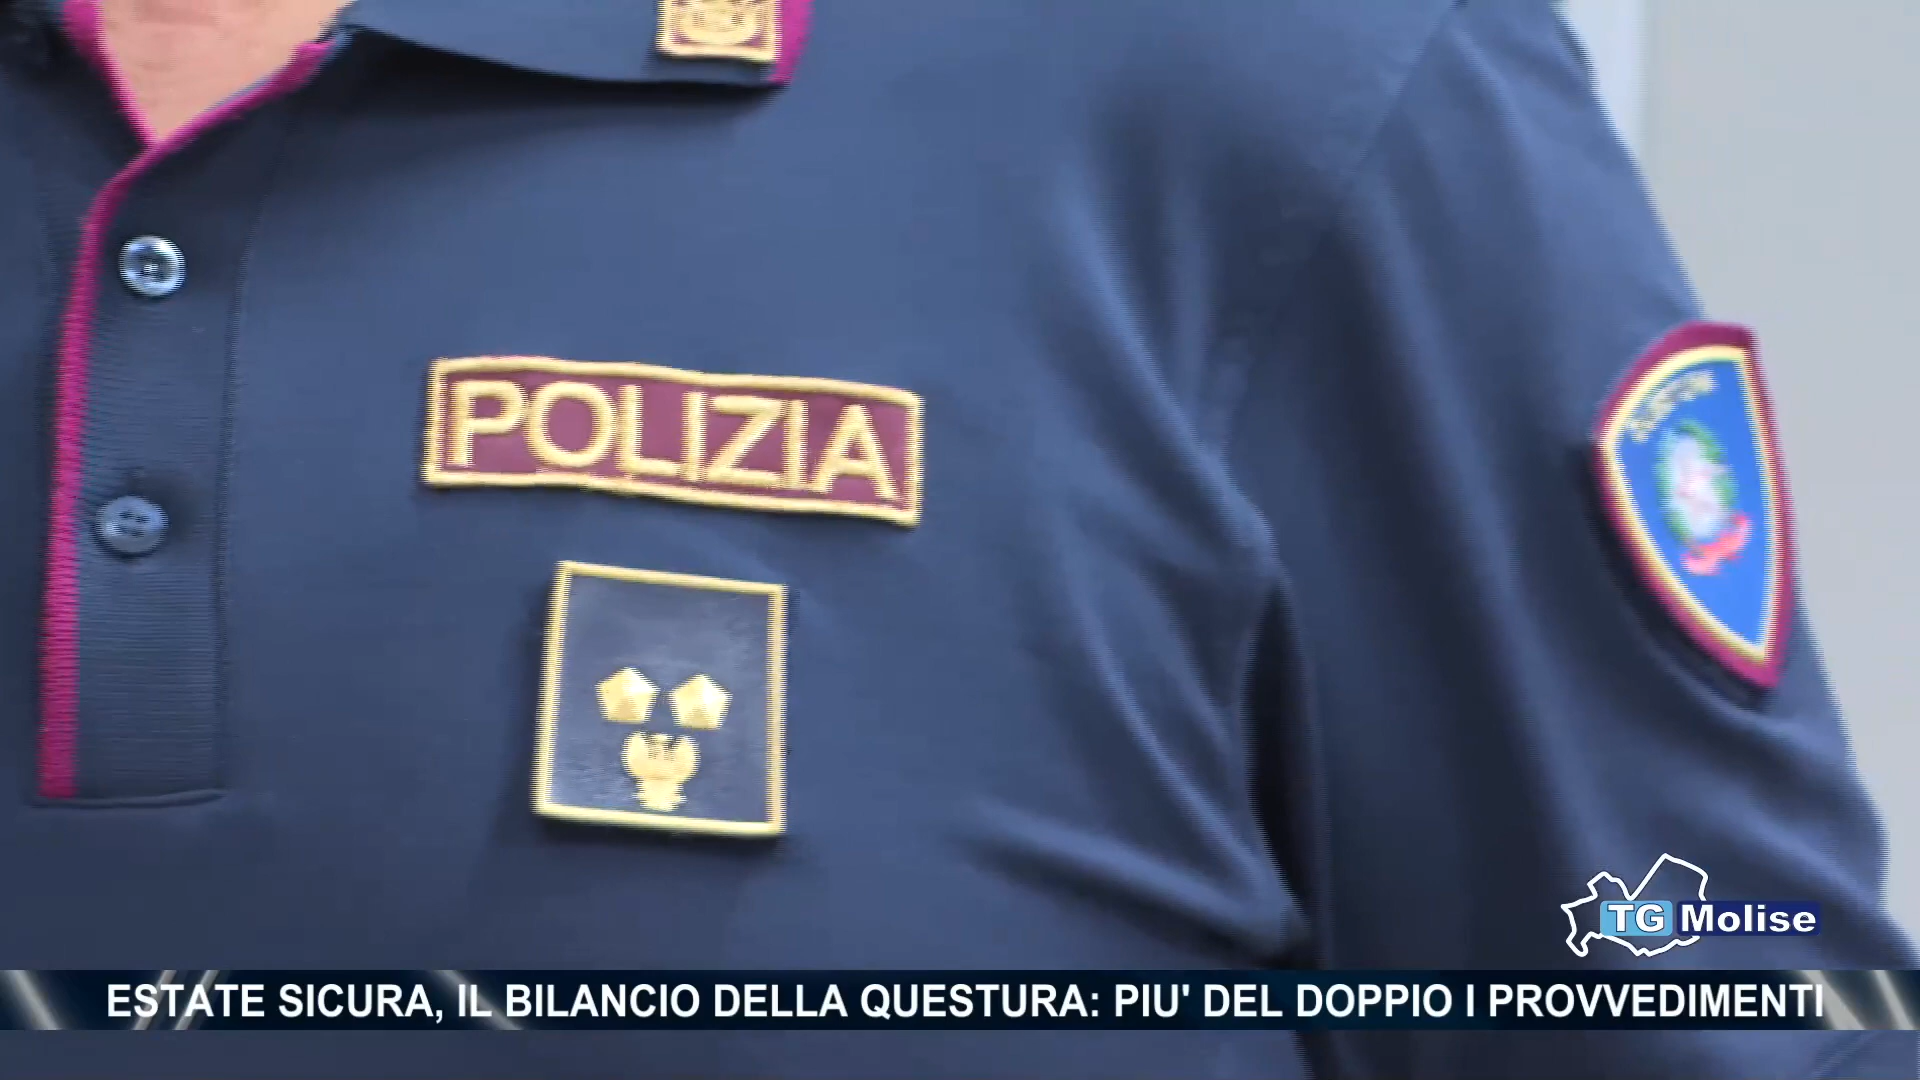 POLIZIA
TG Molise
ESTATE SICURA, IL BILANCIO DELLA QUESTURA: PIU' DEL DOPPIO I PROVVEDIMENTI